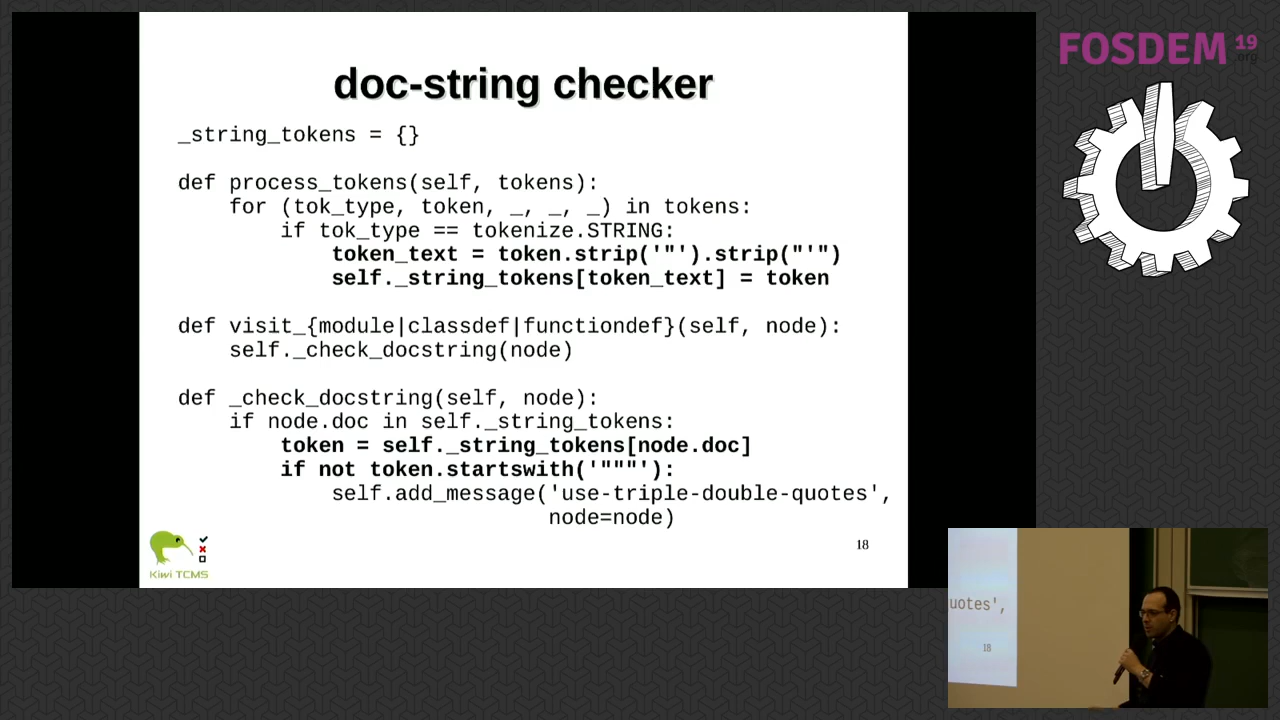 doc-string checker
_string_tokens = {}
def process_tokens(self, tokens):
for (tok_type, token, _, _, _) in tokens:
if tok_type == tokenize.STRING:
token_text = token.strip('"').strip("'")
self._string_tokens[token_text] = token
def visit_{module|classdef|functiondef}(self, node):
self._check_docstring(node)
def _check_docstring(self, node):
if node.doc in self._string_tokens:
token = self._string_tokens[node.doc]
if not token.startswith('"""'):
self.add_message('use-triple-double-quotes',
node=node)
Kiwi TCMS
18
FOSDEM 19
.org
uotes',
18